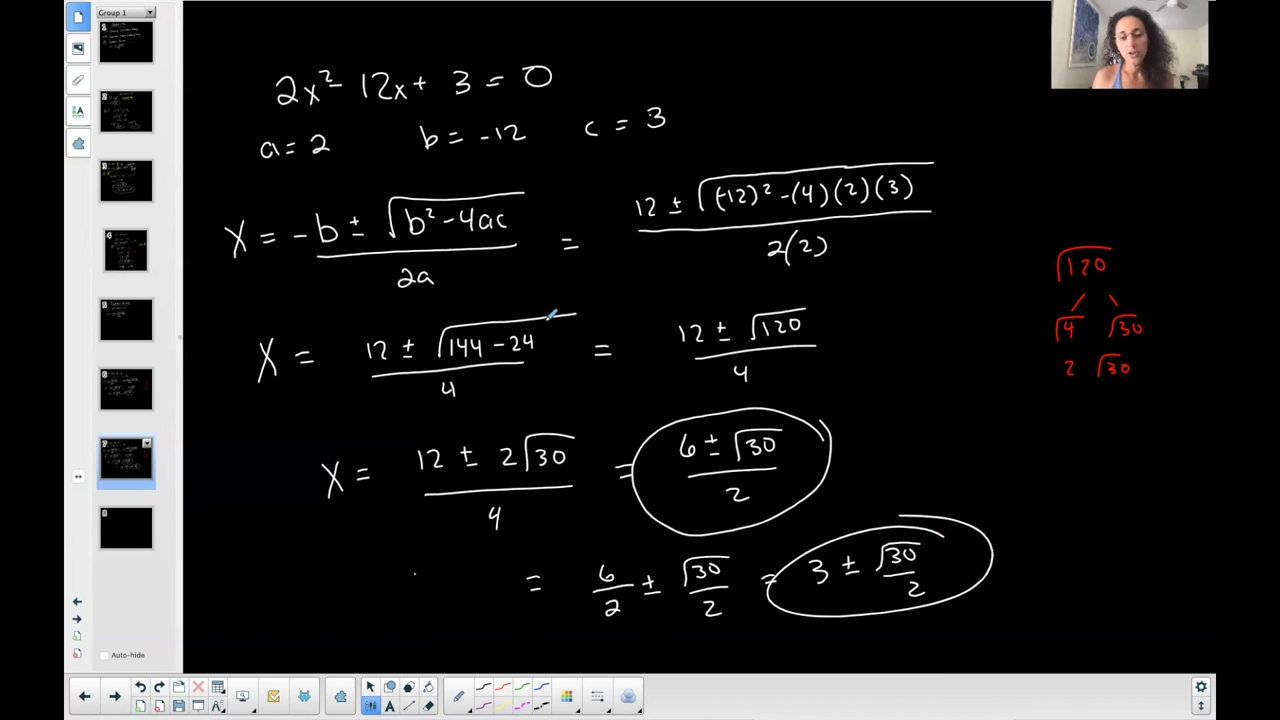 Group 1
2x² - 12x + 3 = 0
a = 2 b = -12 c = 3
X = -b ± √(b² - 4ac) / 2a = 12 ± √((-12)² - (4)(2)(3)) / 2(2)
X = 12 ± √(144 - 24) / 4 = 12 ± √120 / 4
X = 12 ± 2√30 / 4 = 6 ± √30 / 2
= 6/2 ± √30/2 = 3 ± √30/2
√120
√4 √30
2 √30
Auto-hide